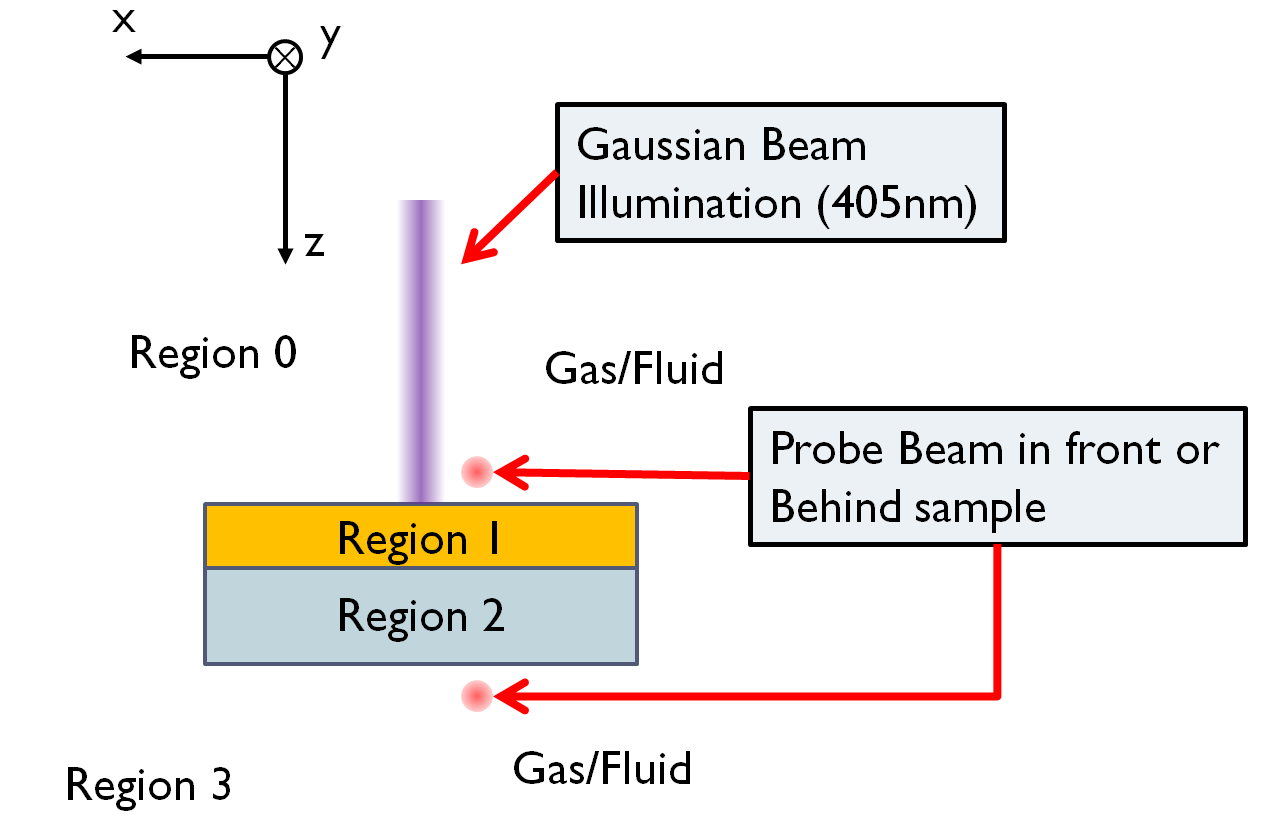 x
y
Gaussian Beam
Illumination (405nm)
z
Region 0
Gas/Fluid
Probe Beam in front or
Behind sample
Region 1
Region 2
Gas/Fluid
Region 3